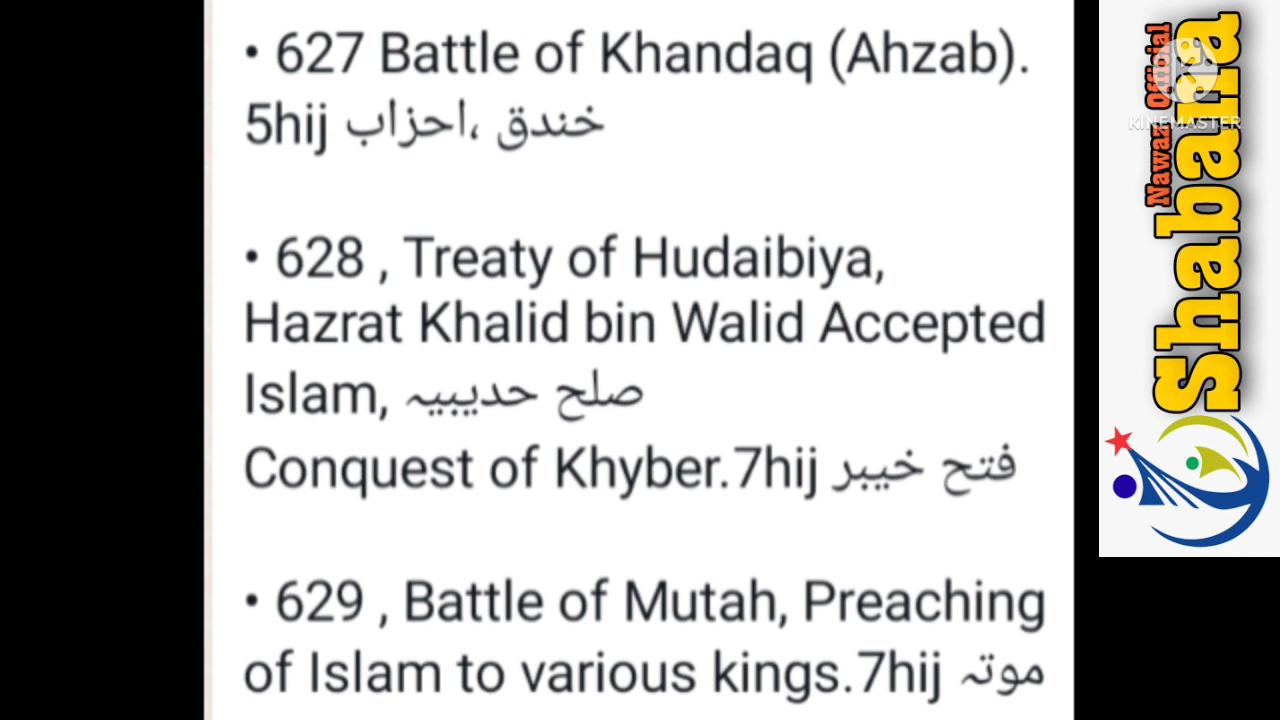 • 627 Battle of Khandaq (Ahzab).
5hij خندق ،احزاب
• 628 , Treaty of Hudaibiya,
Hazrat Khalid bin Walid Accepted
Islam, صلح حدیبیہ
Conquest of Khyber.7hij فتح خیبر
• 629 , Battle of Mutah, Preaching
of Islam to various kings.7hij موتہ
Nawaz Official
Shabana
KINEMASTER